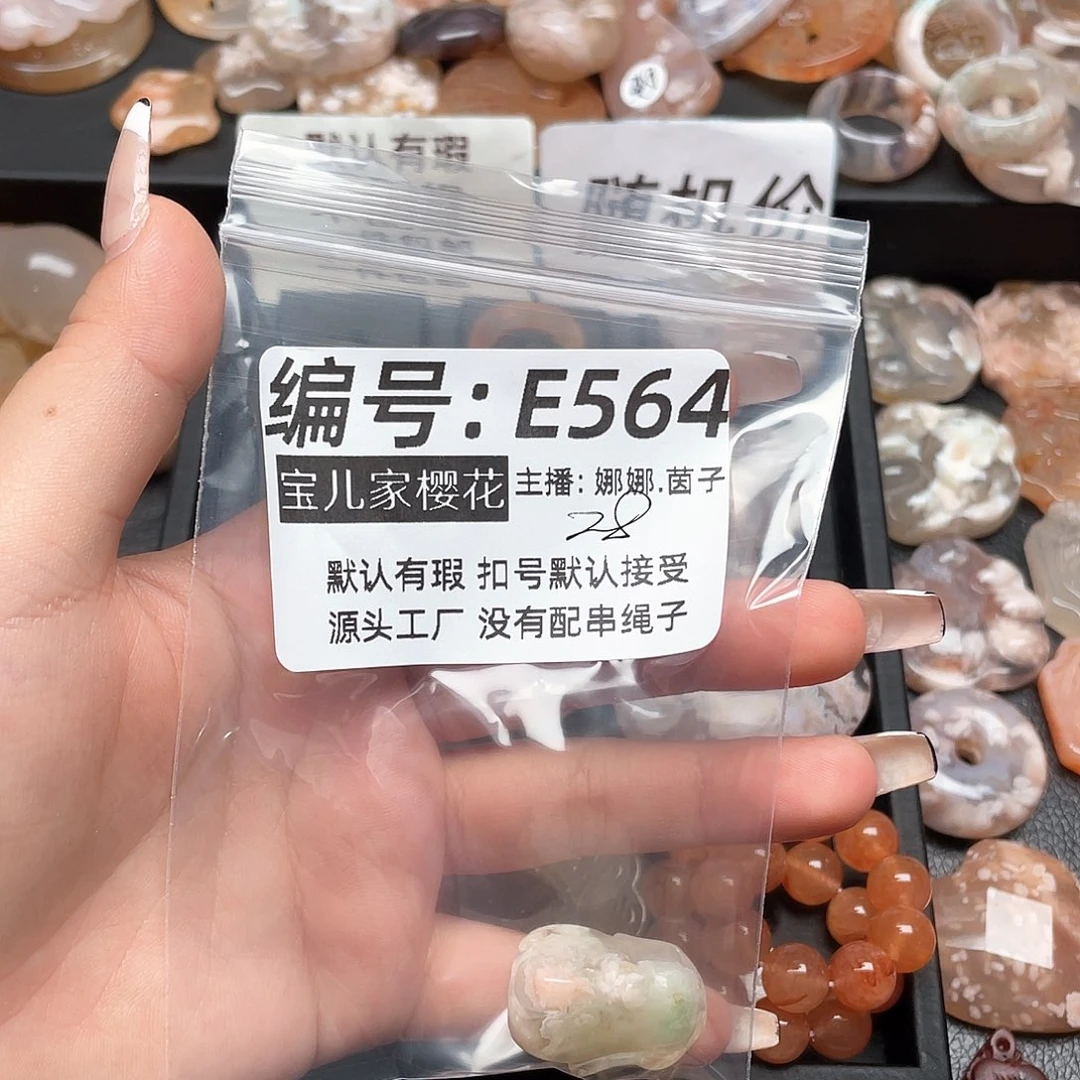 默认有瑕
随机价
编号: E564
宝儿家樱花 主播: 娜娜.茵子
28
默认有瑕 扣号默认接受
源头工厂 没有配串绳子